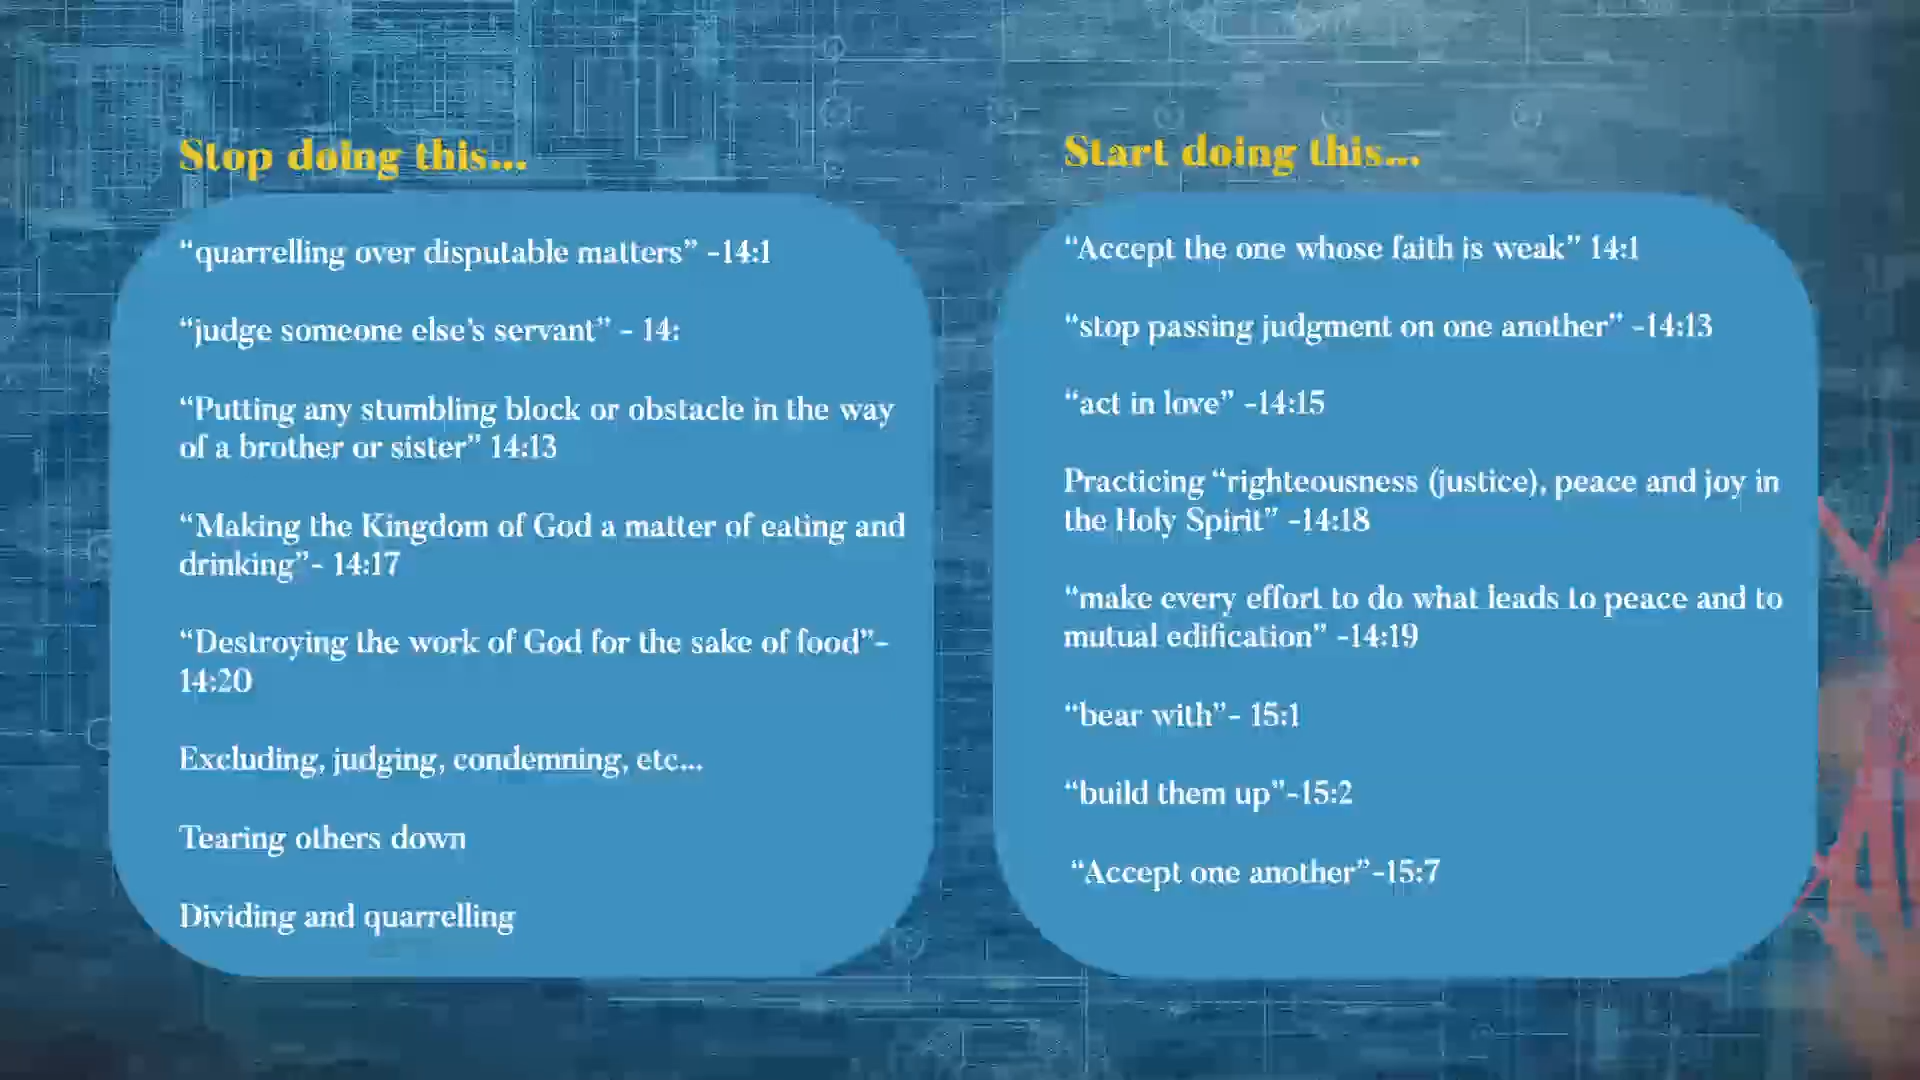 Stop doing this...
“quarrelling over disputable matters” -14:1
“judge someone else’s servant” - 14:
“Putting any stumbling block or obstacle in the way
of a brother or sister” 14:13
“Making the Kingdom of God a matter of eating and
drinking”- 14:17
“Destroying the work of God for the sake of food”-
14:20
Excluding, judging, condemning, etc...
Tearing others down
Dividing and quarrelling
Start doing this...
“Accept the one whose faith is weak” 14:1
“stop passing judgment on one another” -14:13
“act in love” -14:15
Practicing “righteousness (justice), peace and joy in
the Holy Spirit” -14:18
“make every effort to do what leads to peace and to
mutual edification” -14:19
“bear with”- 15:1
“build them up”-15:2
“Accept one another”-15:7